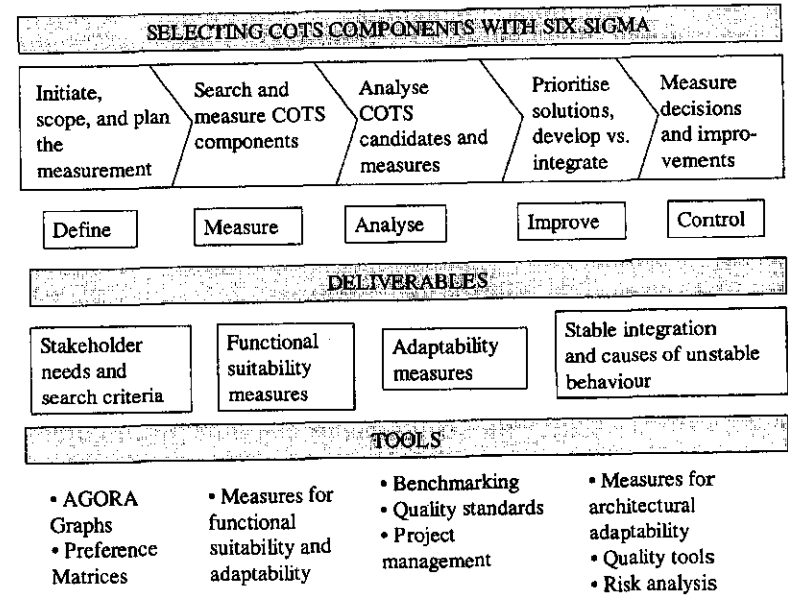 SELECTING COTS COMPONENTS WITH SIX SIGMA
Initiate,
scope, and plan
the
measurement
Search and
measure COTS
components
Analyse
COTS
candidates and
measures
Prioritise
solutions,
develop vs.
integrate
Measure
decisions
and impro-
vements
Define
Measure
Analyse
Improve
Control
DELIVERABLES
Stakeholder
needs and
search criteria
Functional
suitability
measures
Adaptability
measures
Stable integration
and causes of unstable
behaviour
TOOLS
• AGORA
Graphs
• Preference
Matrices
• Measures for
functional
suitability and
adaptability
• Benchmarking
• Quality standards
• Project
management
• Measures for
architectural
adaptability
• Quality tools
• Risk analysis